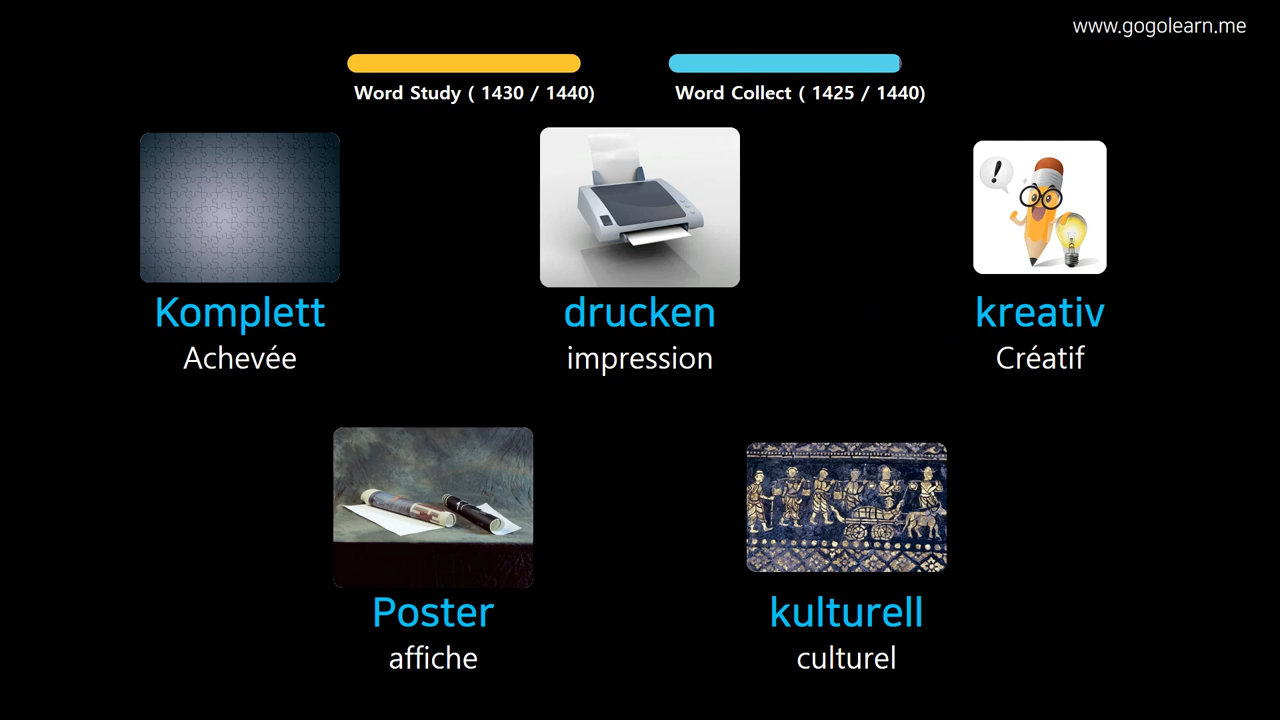 www.gogolearn.me
Word Study ( 1430 / 1440)
Word Collect ( 1425 / 1440)
Komplett
Achevée
drucken
impression
kreativ
Créatif
Poster
affiche
kulturell
culturel